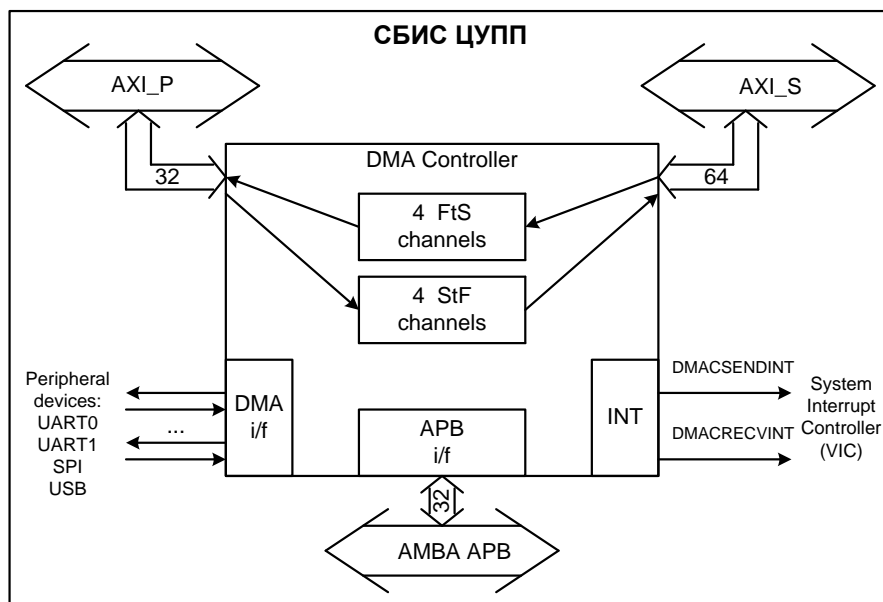 СБИС ЦУПП
AXI_P
AXI_S
DMA Controller
32
64
4 FtS
channels
4 StF
channels
Peripheral
devices:
UART0
UART1
SPI
USB
...
DMA
i/f
APB
i/f
INT
DMACSENDINT
DMACRECVINT
System
Interrupt
Controller
(VIC)
32
AMBA APB